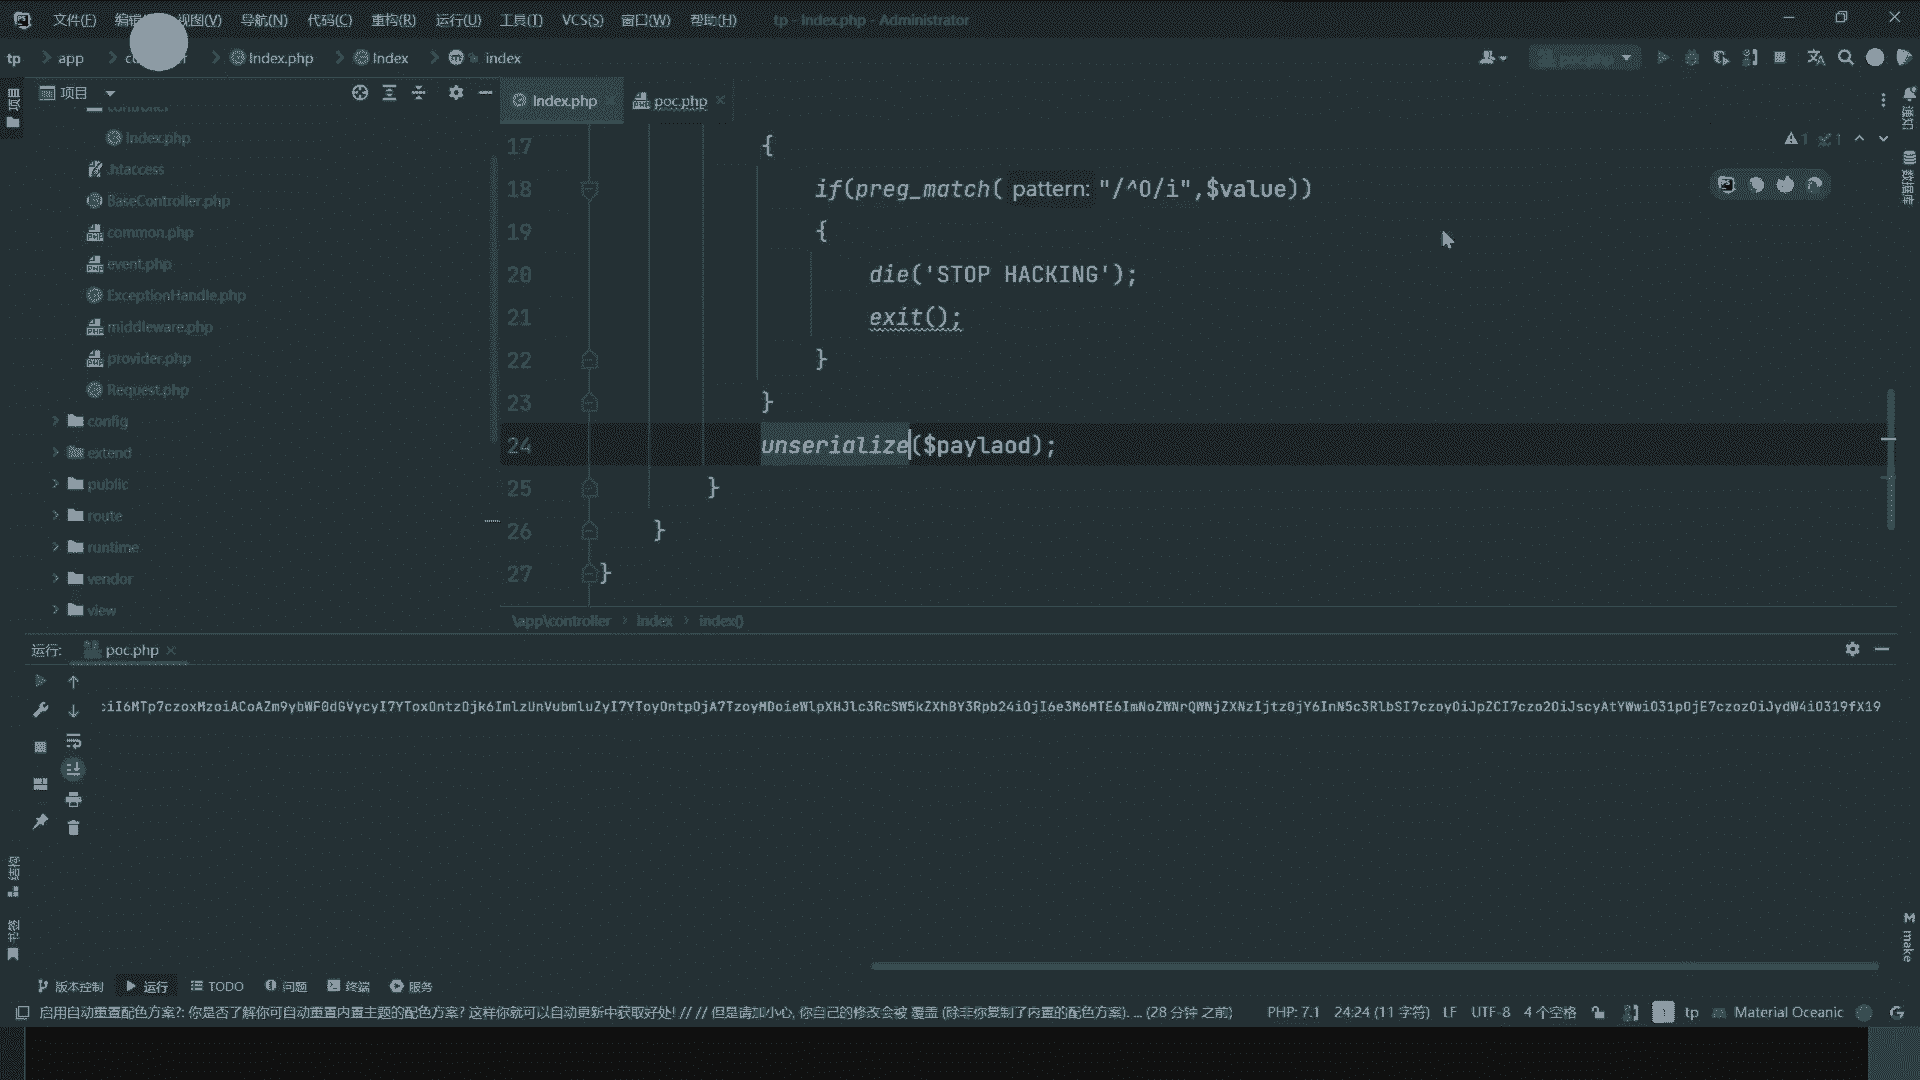 文件(F) 编辑 视图(V) 导航(N) 代码(C) 重构(R) 运行(U) 工具(T) VCS(S) 窗口(W) 帮助(H) tp - Index.php - Administrator
tp app Index.php Index index
项目
Index.php poc.php
Index.php
.htaccess
BaseController.php
common.php
event.php
ExceptionHandle.php
middleware.php
provider.php
Request.php
config
extend
public
route
runtime
vendor
view
17 {
18 if(preg_match( pattern: "/^O/i",$value))
19 {
20 die('STOP HACKING');
21 exit();
22 }
23 }
24 unserialize($paylaod);
25 }
26 }
27 }
\app\controller Index index()
通知
数据库
运行: poc.php
结构
书签
make
版本控制 运行 TODO 问题 终端 服务
启用自动重置配色方案?: 你是否了解你可自动重置内置主题的配色方案? 这样你就可以自动更新中获取好处! // // 但是请加小心, 你自己的修改会被 覆盖 (除非你复制了内置的配色方案). ... (28 分钟 之前) PHP: 7.1 24:24 (11 字符) LF UTF-8 4 个空格 tp Material Oceanic